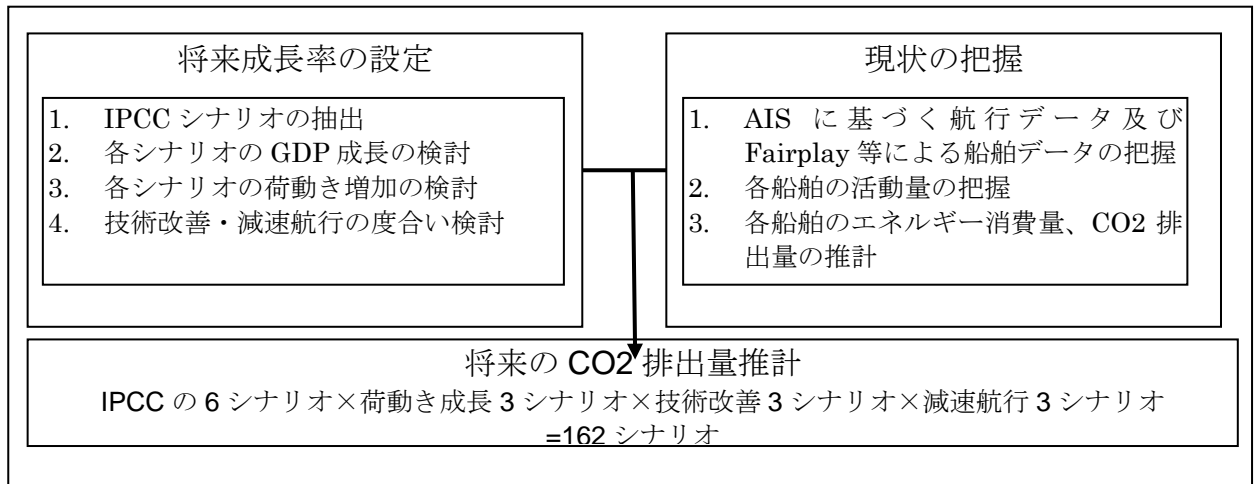 将来成長率の設定
1. IPCC シナリオの抽出
2. 各シナリオの GDP 成長の検討
3. 各シナリオの荷動き増加の検討
4. 技術改善・減速航行の度合い検討
現状の把握
1. AIS に基づく航行データ及び
Fairplay 等による船舶データの把握
2. 各船舶の活動量の把握
3. 各船舶のエネルギー消費量、CO2 排
出量の推計
将来の CO2 排出量推計
IPCC の 6 シナリオ×荷動き成長 3 シナリオ×技術改善 3 シナリオ×減速航行 3 シナリオ
=162 シナリオ